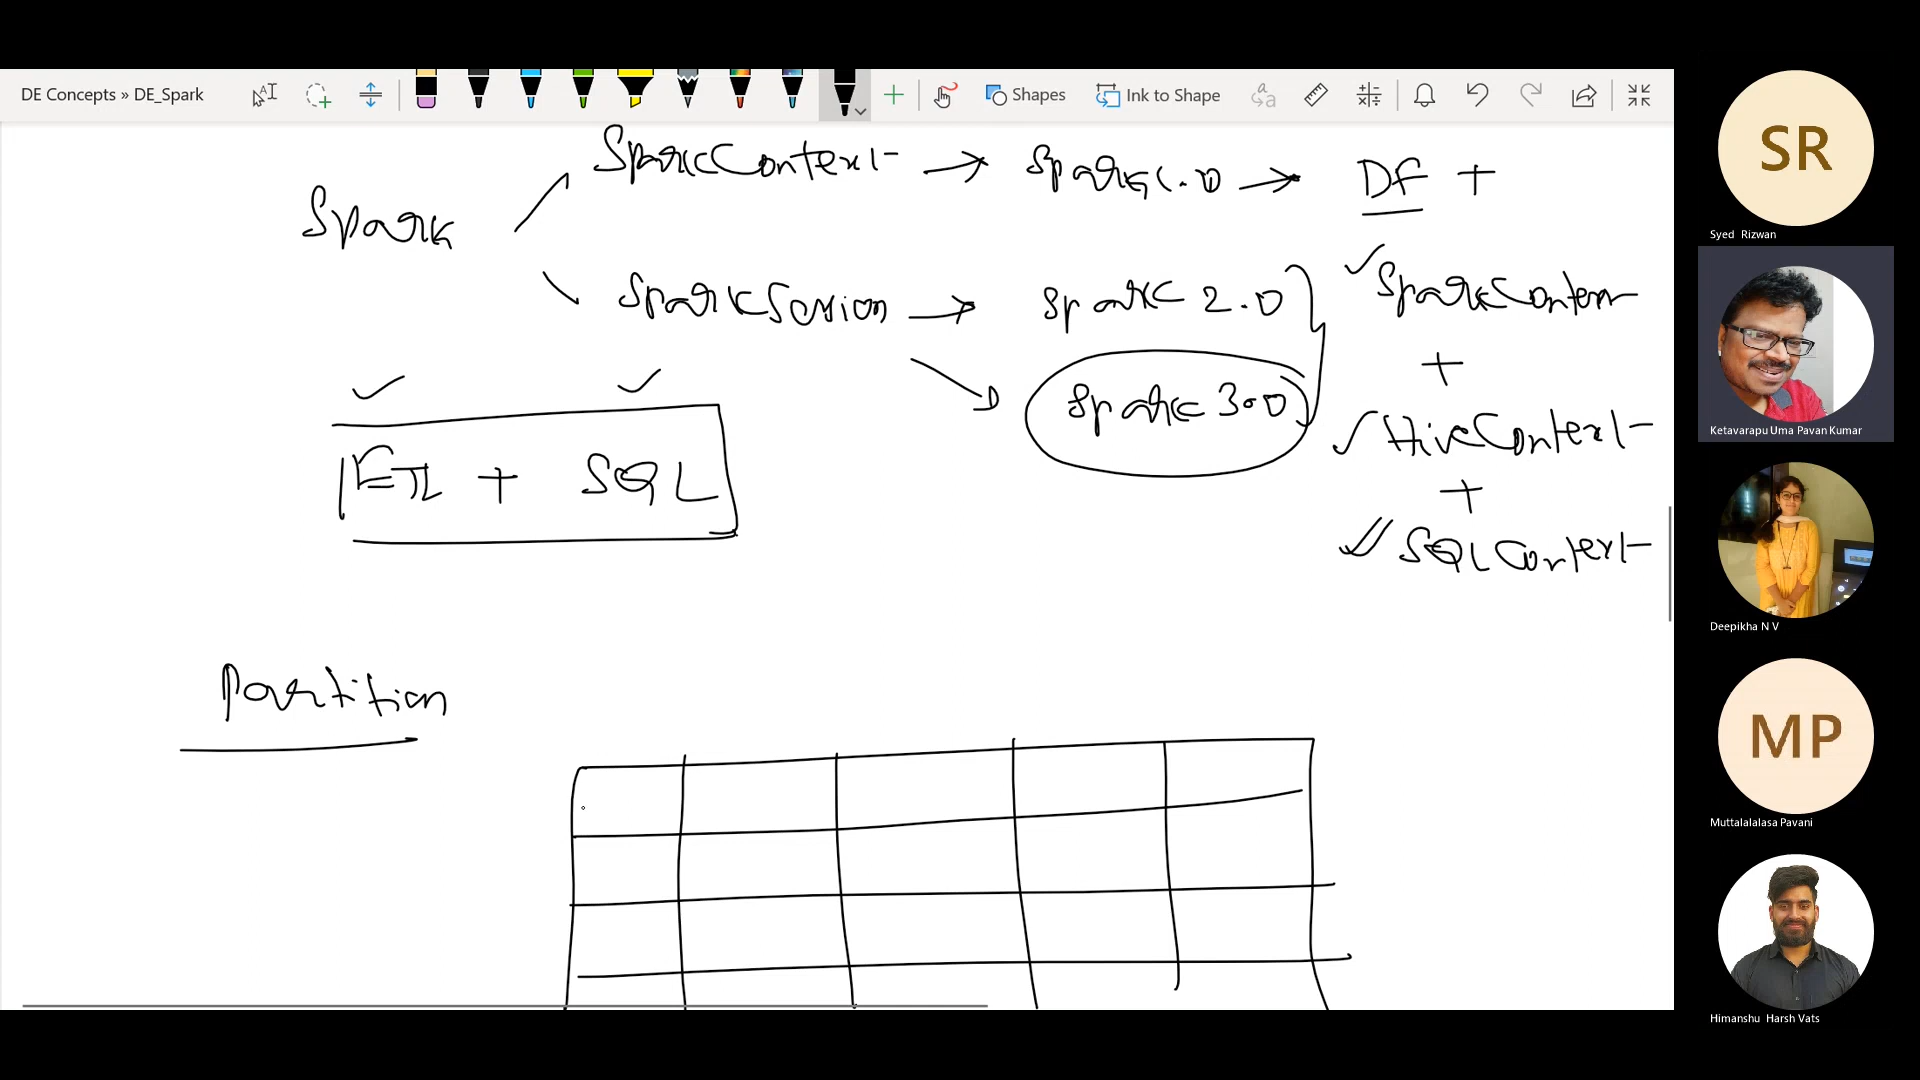 DE Concepts » DE_Spark
Shapes
Ink to Shape
SparkContext → Spark1.0 → DF +
Spark
SparkSession → Spark 2.0
✓ SparkContext
+
Spark 3.0
✓ HiveContext
+
✓ SQLContext
✓ ✓
ETL + SQL
Partition
SR
Syed Rizwan
Ketavarapu Uma Pavan Kumar
Deepikha N V
MP
Muttalalalasa Pavani
Himanshu Harsh Vats